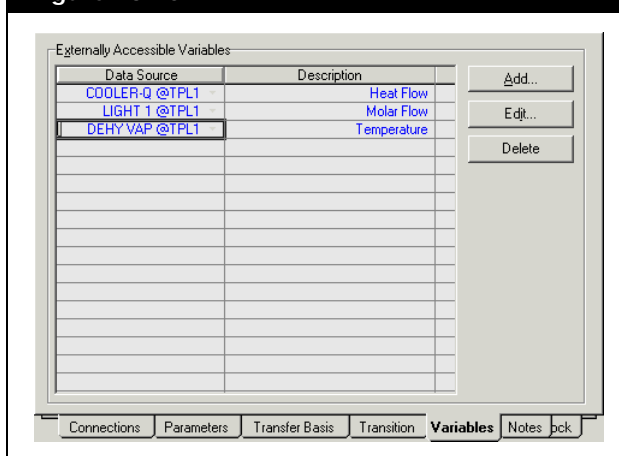 Externally Accessible Variables
Data Source Description
COOLER-Q @TPL1 Heat Flow
LIGHT 1 @TPL1 Molar Flow
DEHY VAP @TPL1 Temperature
Add...
Edit...
Delete
Connections Parameters Transfer Basis Transition Variables Notes ock